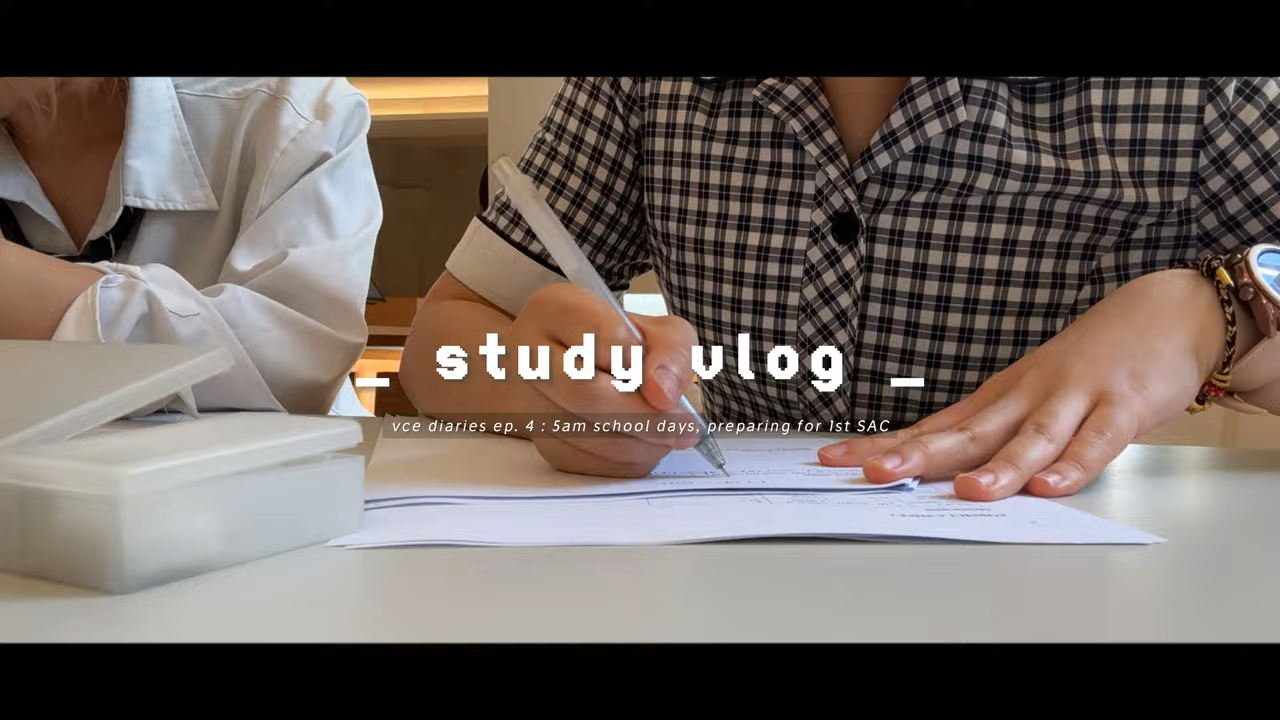 _ study vlog _
vce diaries ep. 4 : 5am school days, preparing for 1st SAC